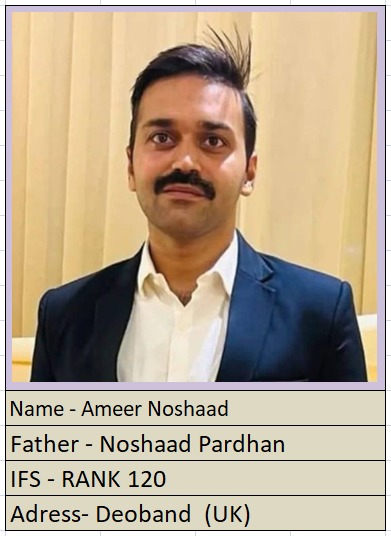 Name - Ameer Noshaad
Father - Noshaad Pardhan
IFS - RANK 120
Adress- Deoband (UK)